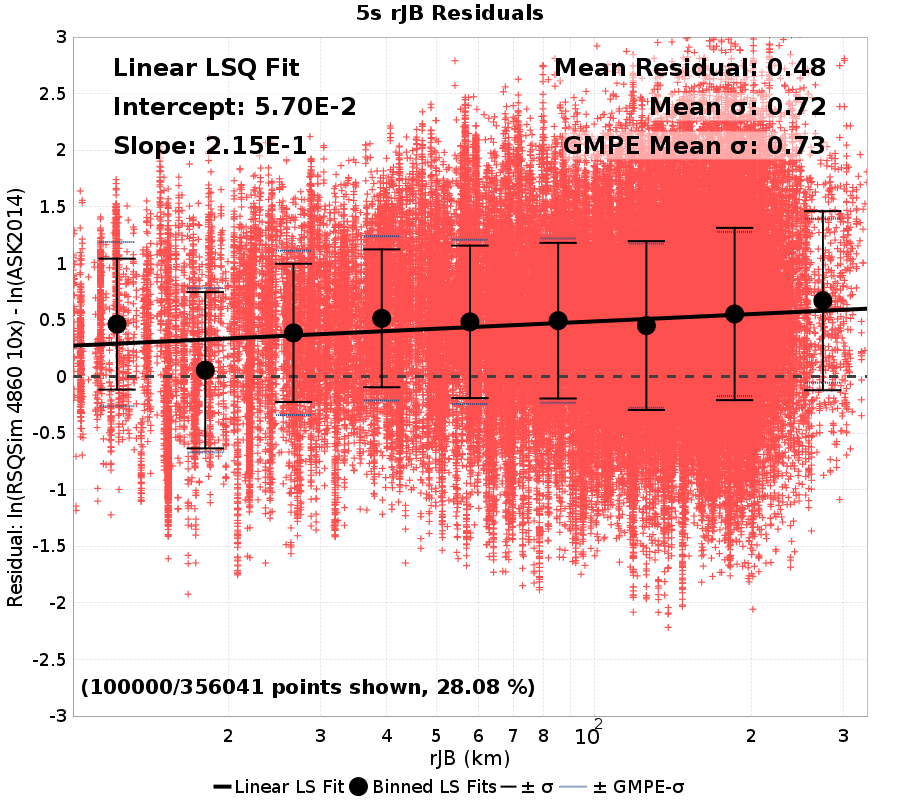 5s rJB Residuals
Linear LSQ Fit
Intercept: 5.70E-2
Slope: 2.15E-1
Mean Residual: 0.48
Mean σ: 0.72
GMPE Mean σ: 0.73
3
2.5
2
1.5
1
0.5
0
-0.5
-1
-1.5
-2
-2.5
-3
Residual: ln(RSQSim 4860 10x) - ln(ASK2014)
(100000/356041 points shown, 28.08 %)
2 3 4 5 6 7 8 10² 2 3
rJB (km)
Linear LS Fit Binned LS Fits ± σ ± GMPE-σ